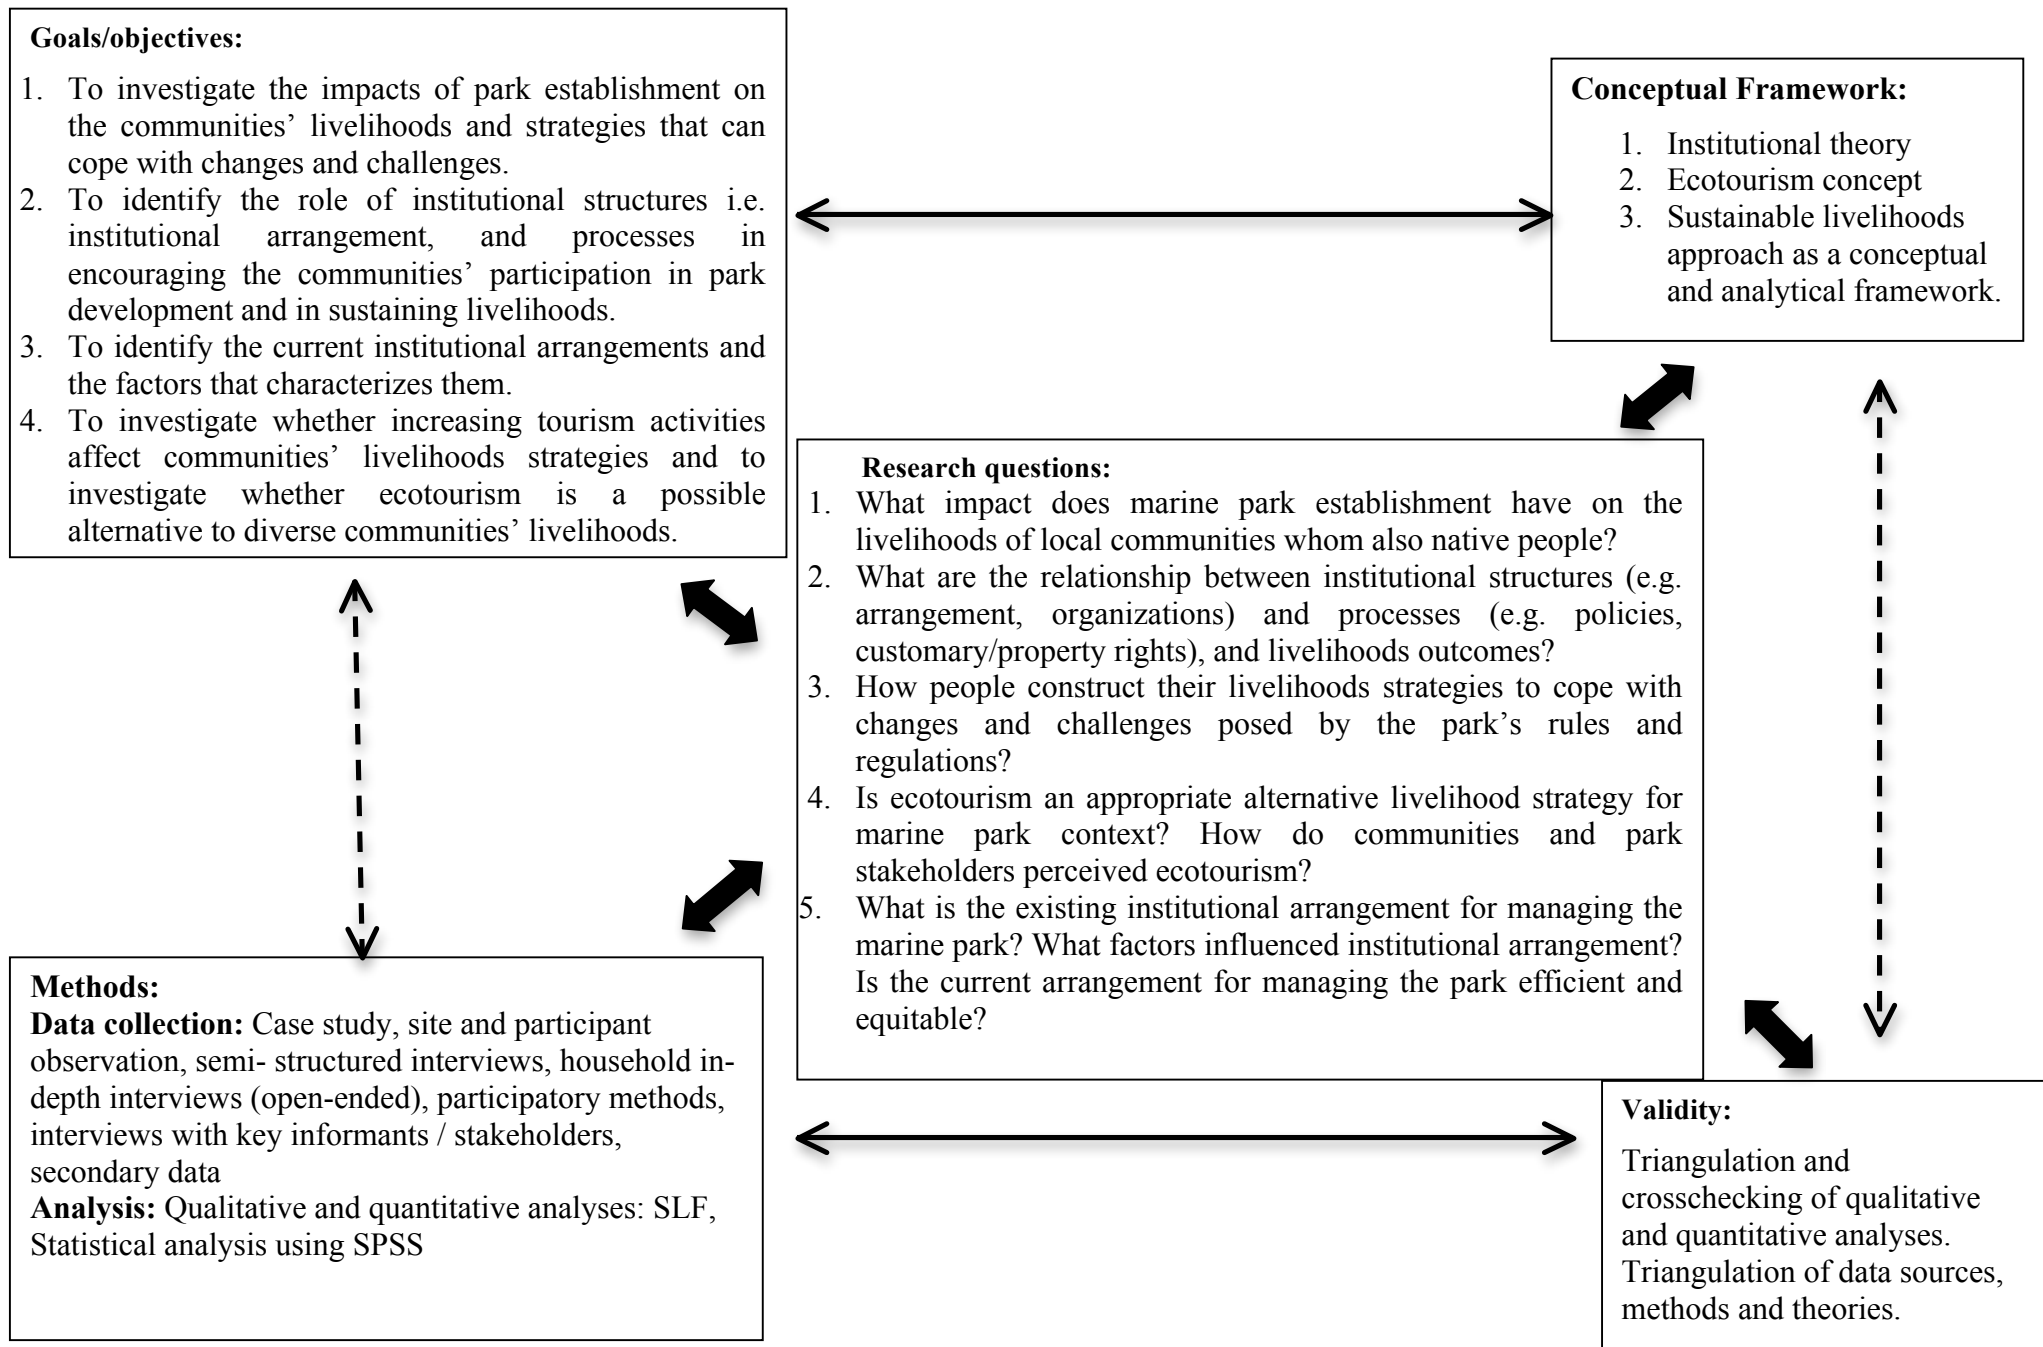 Goals/objectives:
1. To investigate the impacts of park establishment on
the communities’ livelihoods and strategies that can
cope with changes and challenges.
2. To identify the role of institutional structures i.e.
institutional arrangement, and processes in
encouraging the communities’ participation in park
development and in sustaining livelihoods.
3. To identify the current institutional arrangements and
the factors that characterizes them.
4. To investigate whether increasing tourism activities
affect communities’ livelihoods strategies and to
investigate whether ecotourism is a possible
alternative to diverse communities’ livelihoods.
Conceptual Framework:
1. Institutional theory
2. Ecotourism concept
3. Sustainable livelihoods
approach as a conceptual
and analytical framework.
Research questions:
1. What impact does marine park establishment have on the
livelihoods of local communities whom also native people?
2. What are the relationship between institutional structures (e.g.
arrangement, organizations) and processes (e.g. policies,
customary/property rights), and livelihoods outcomes?
3. How people construct their livelihoods strategies to cope with
changes and challenges posed by the park’s rules and
regulations?
4. Is ecotourism an appropriate alternative livelihood strategy for
marine park context? How do communities and park
stakeholders perceived ecotourism?
5. What is the existing institutional arrangement for managing the
marine park? What factors influenced institutional arrangement?
Is the current arrangement for managing the park efficient and
equitable?
Methods:
Data collection: Case study, site and participant
observation, semi- structured interviews, household in-
depth interviews (open-ended), participatory methods,
interviews with key informants / stakeholders,
secondary data
Analysis: Qualitative and quantitative analyses: SLF,
Statistical analysis using SPSS
Validity:
Triangulation and
crosschecking of qualitative
and quantitative analyses.
Triangulation of data sources,
methods and theories.